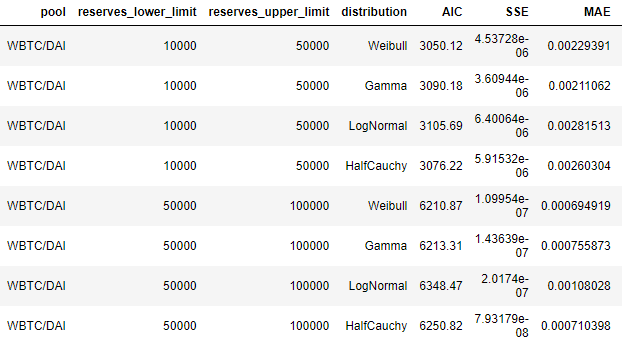 pool reserves_lower_limit reserves_upper_limit distribution AIC SSE MAE
WBTC/DAI 10000 50000 Weibull 3050.12 4.53728e-06 0.00229391
WBTC/DAI 10000 50000 Gamma 3090.18 3.60944e-06 0.00211062
WBTC/DAI 10000 50000 LogNormal 3105.69 6.40064e-06 0.00281513
WBTC/DAI 10000 50000 HalfCauchy 3076.22 5.91532e-06 0.00260304
WBTC/DAI 50000 100000 Weibull 6210.87 1.09954e-07 0.000694919
WBTC/DAI 50000 100000 Gamma 6213.31 1.43639e-07 0.000755873
WBTC/DAI 50000 100000 LogNormal 6348.47 2.0174e-07 0.00108028
WBTC/DAI 50000 100000 HalfCauchy 6250.82 7.93179e-08 0.000710398